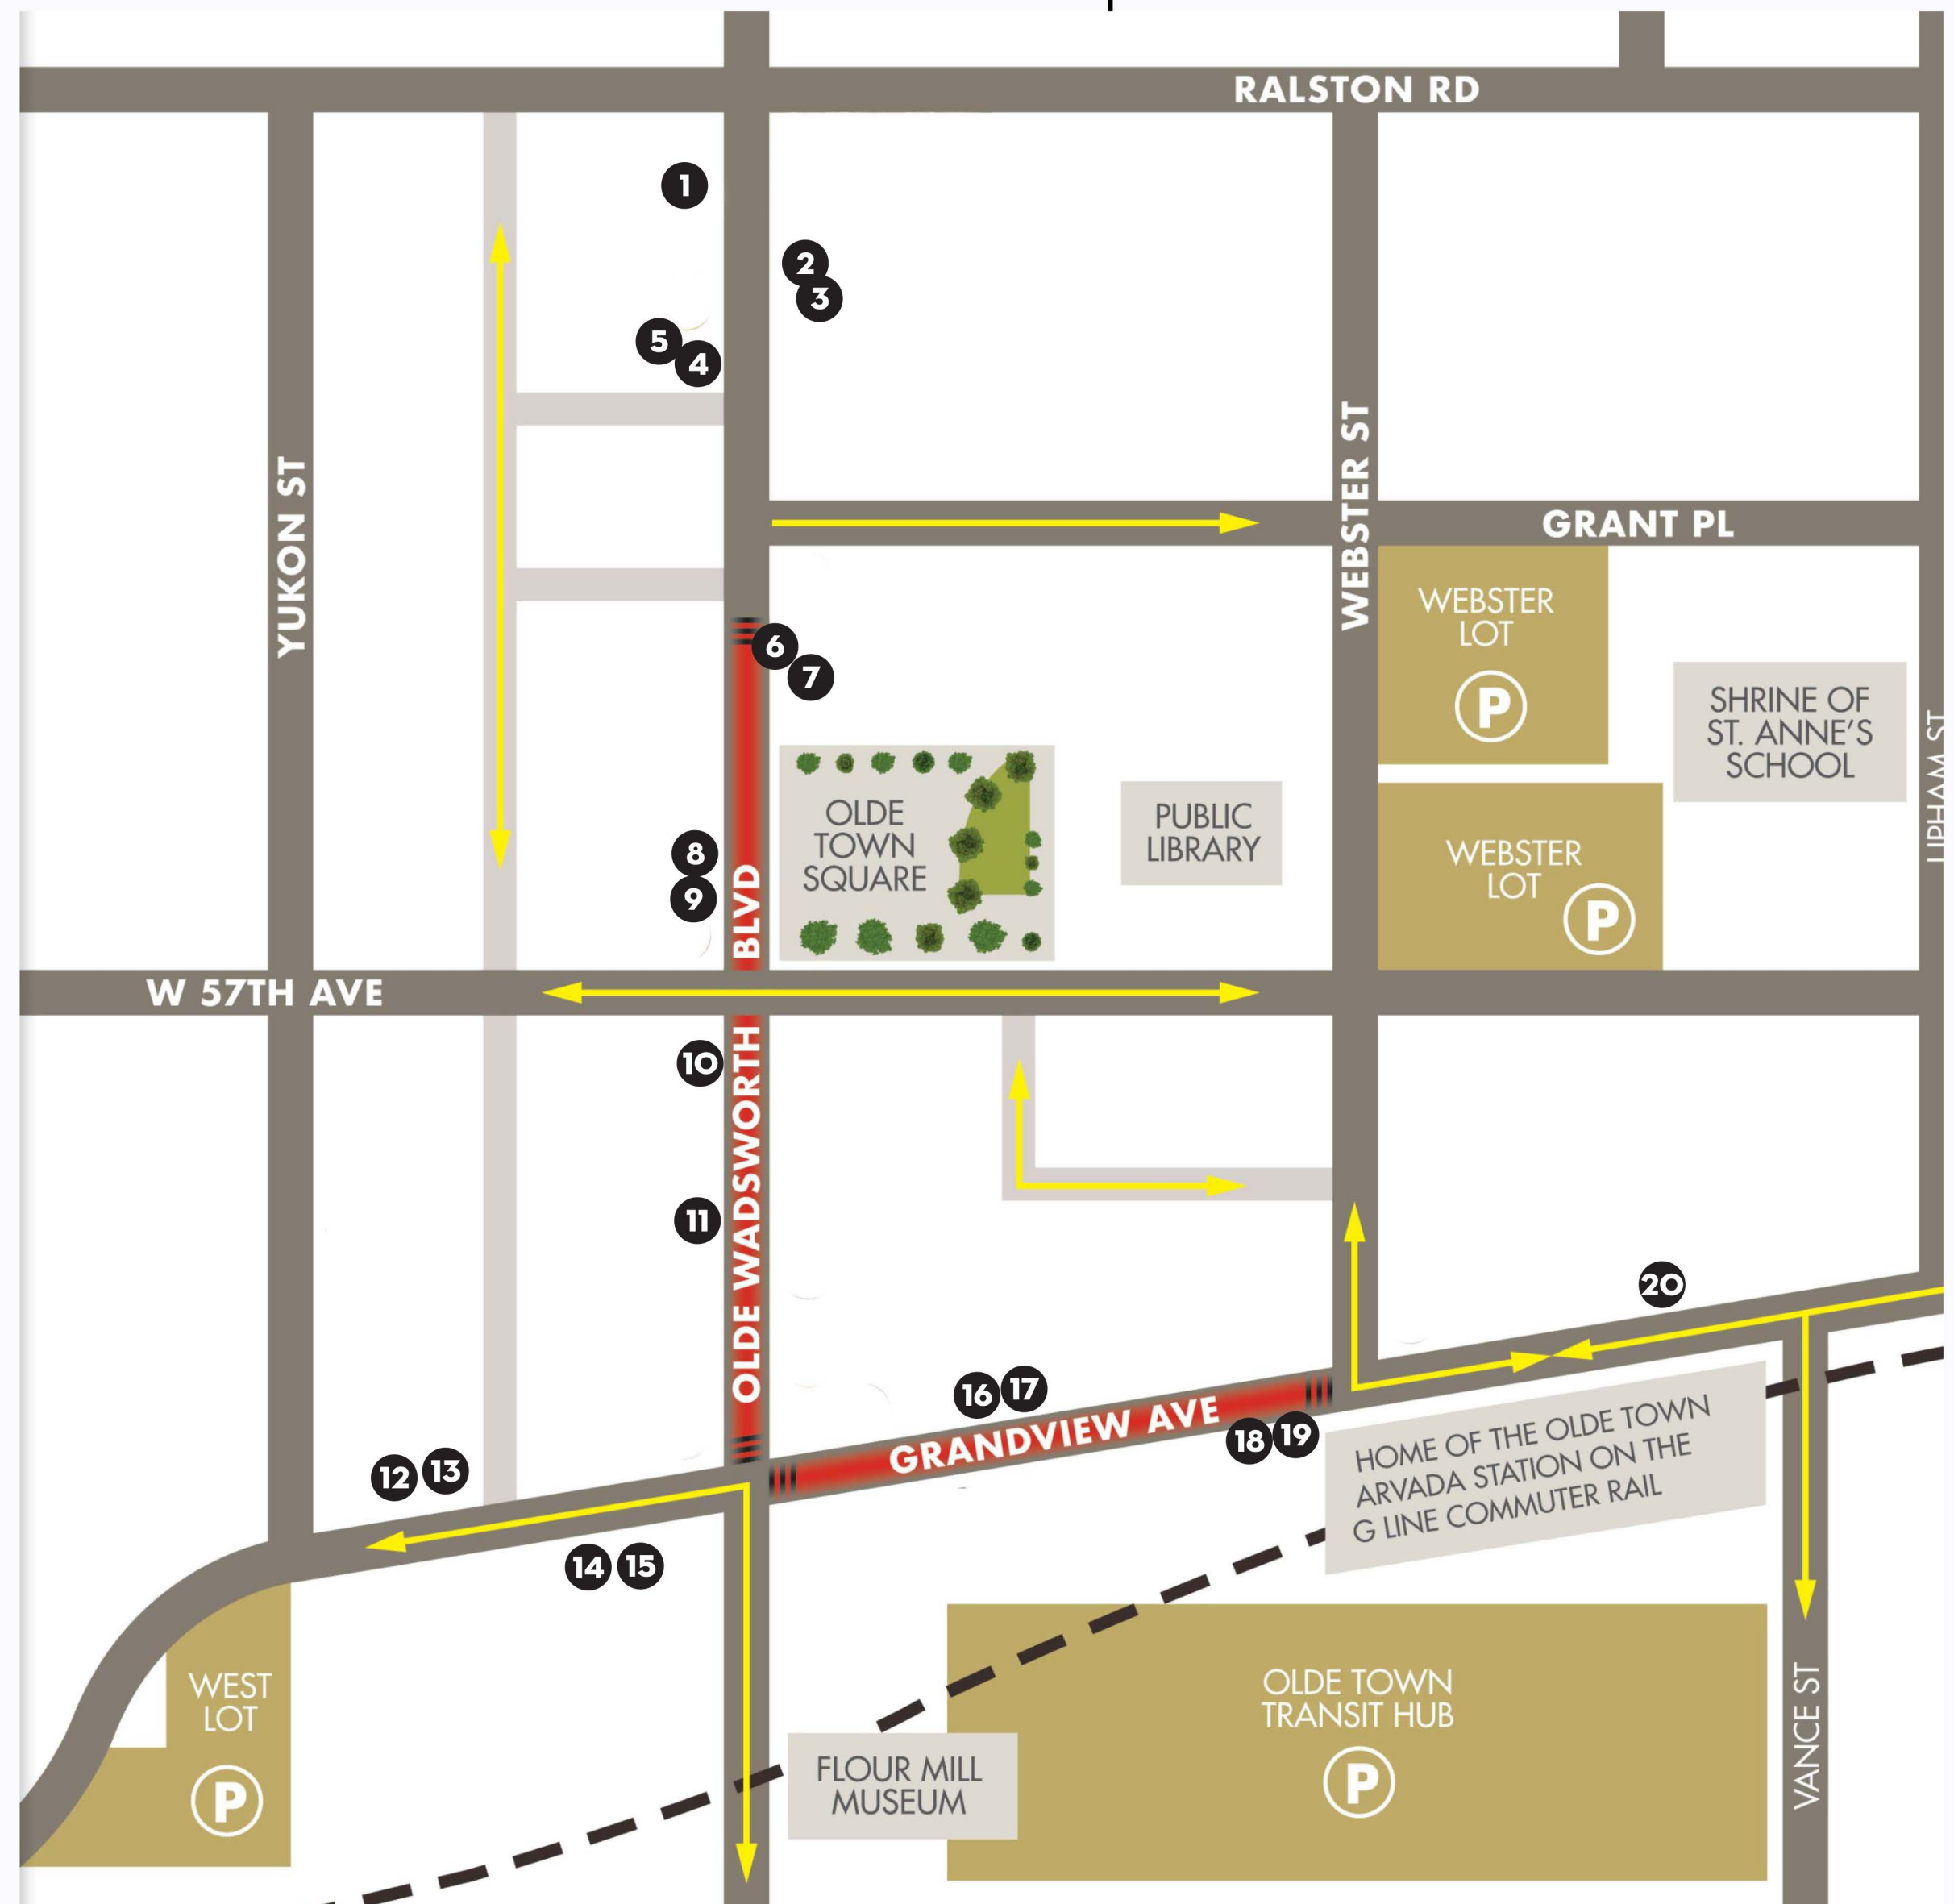 RALSTON RD
1
2
3
5
4
YUKON ST
WEBSTER ST
GRANT PL
WEBSTER
LOT
P
6
7
SHRINE OF
ST. ANNE'S
SCHOOL
UPHAM ST
OLDE
TOWN
SQUARE
PUBLIC
LIBRARY
WEBSTER
LOT
P
8
9
W 57TH AVE
OLDE WADSWORTH BLVD
10
11
20
16
17
GRANDVIEW AVE
18
19
HOME OF THE OLDE TOWN
ARVADA STATION ON THE
G LINE COMMUTER RAIL
12
13
14
15
WEST
LOT
P
OLDE TOWN
TRANSIT HUB
P
FLOUR MILL
MUSEUM
VANCE ST